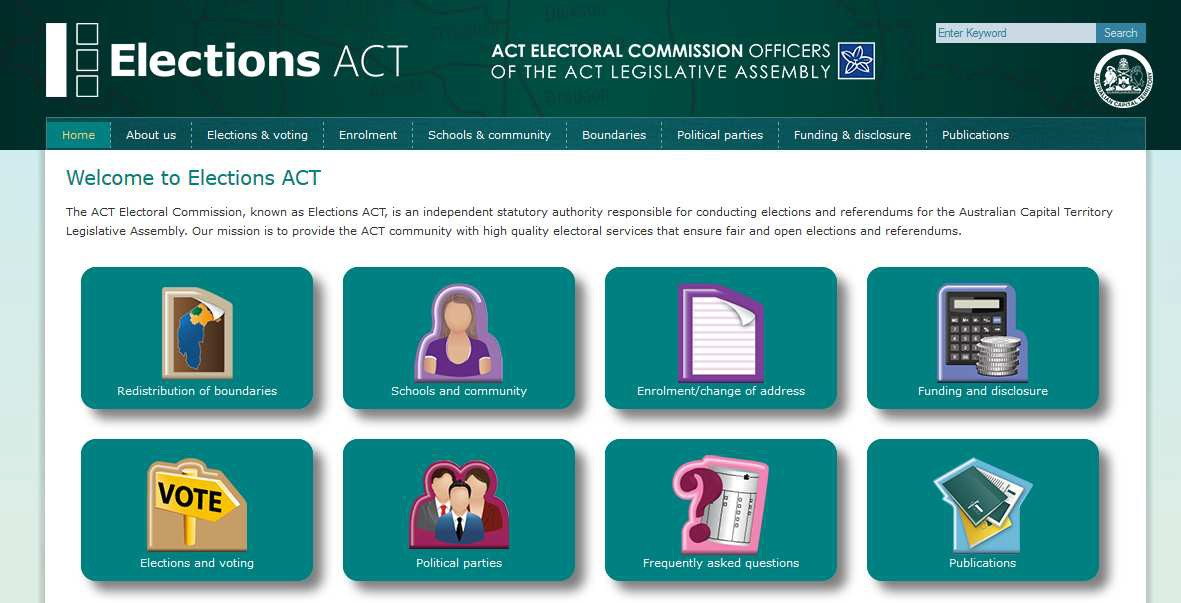 Elections ACT
ACT ELECTORAL COMMISSION OFFICERS
OF THE ACT LEGISLATIVE ASSEMBLY
Enter Keyword Search
AUSTRALIAN CAPITAL TERRITORY
Home About us Elections & voting Enrolment Schools & community Boundaries Political parties Funding & disclosure Publications
Welcome to Elections ACT
The ACT Electoral Commission, known as Elections ACT, is an independent statutory authority responsible for conducting elections and referendums for the Australian Capital Territory
Legislative Assembly. Our mission is to provide the ACT community with high quality electoral services that ensure fair and open elections and referendums.
Redistribution of boundaries
Schools and community
Enrolment/change of address
Funding and disclosure
VOTE
Elections and voting
Political parties
Frequently asked questions
Publications